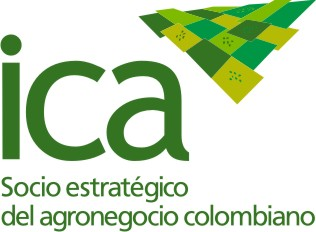 ica
Socio estratégico
del agronegocio colombiano